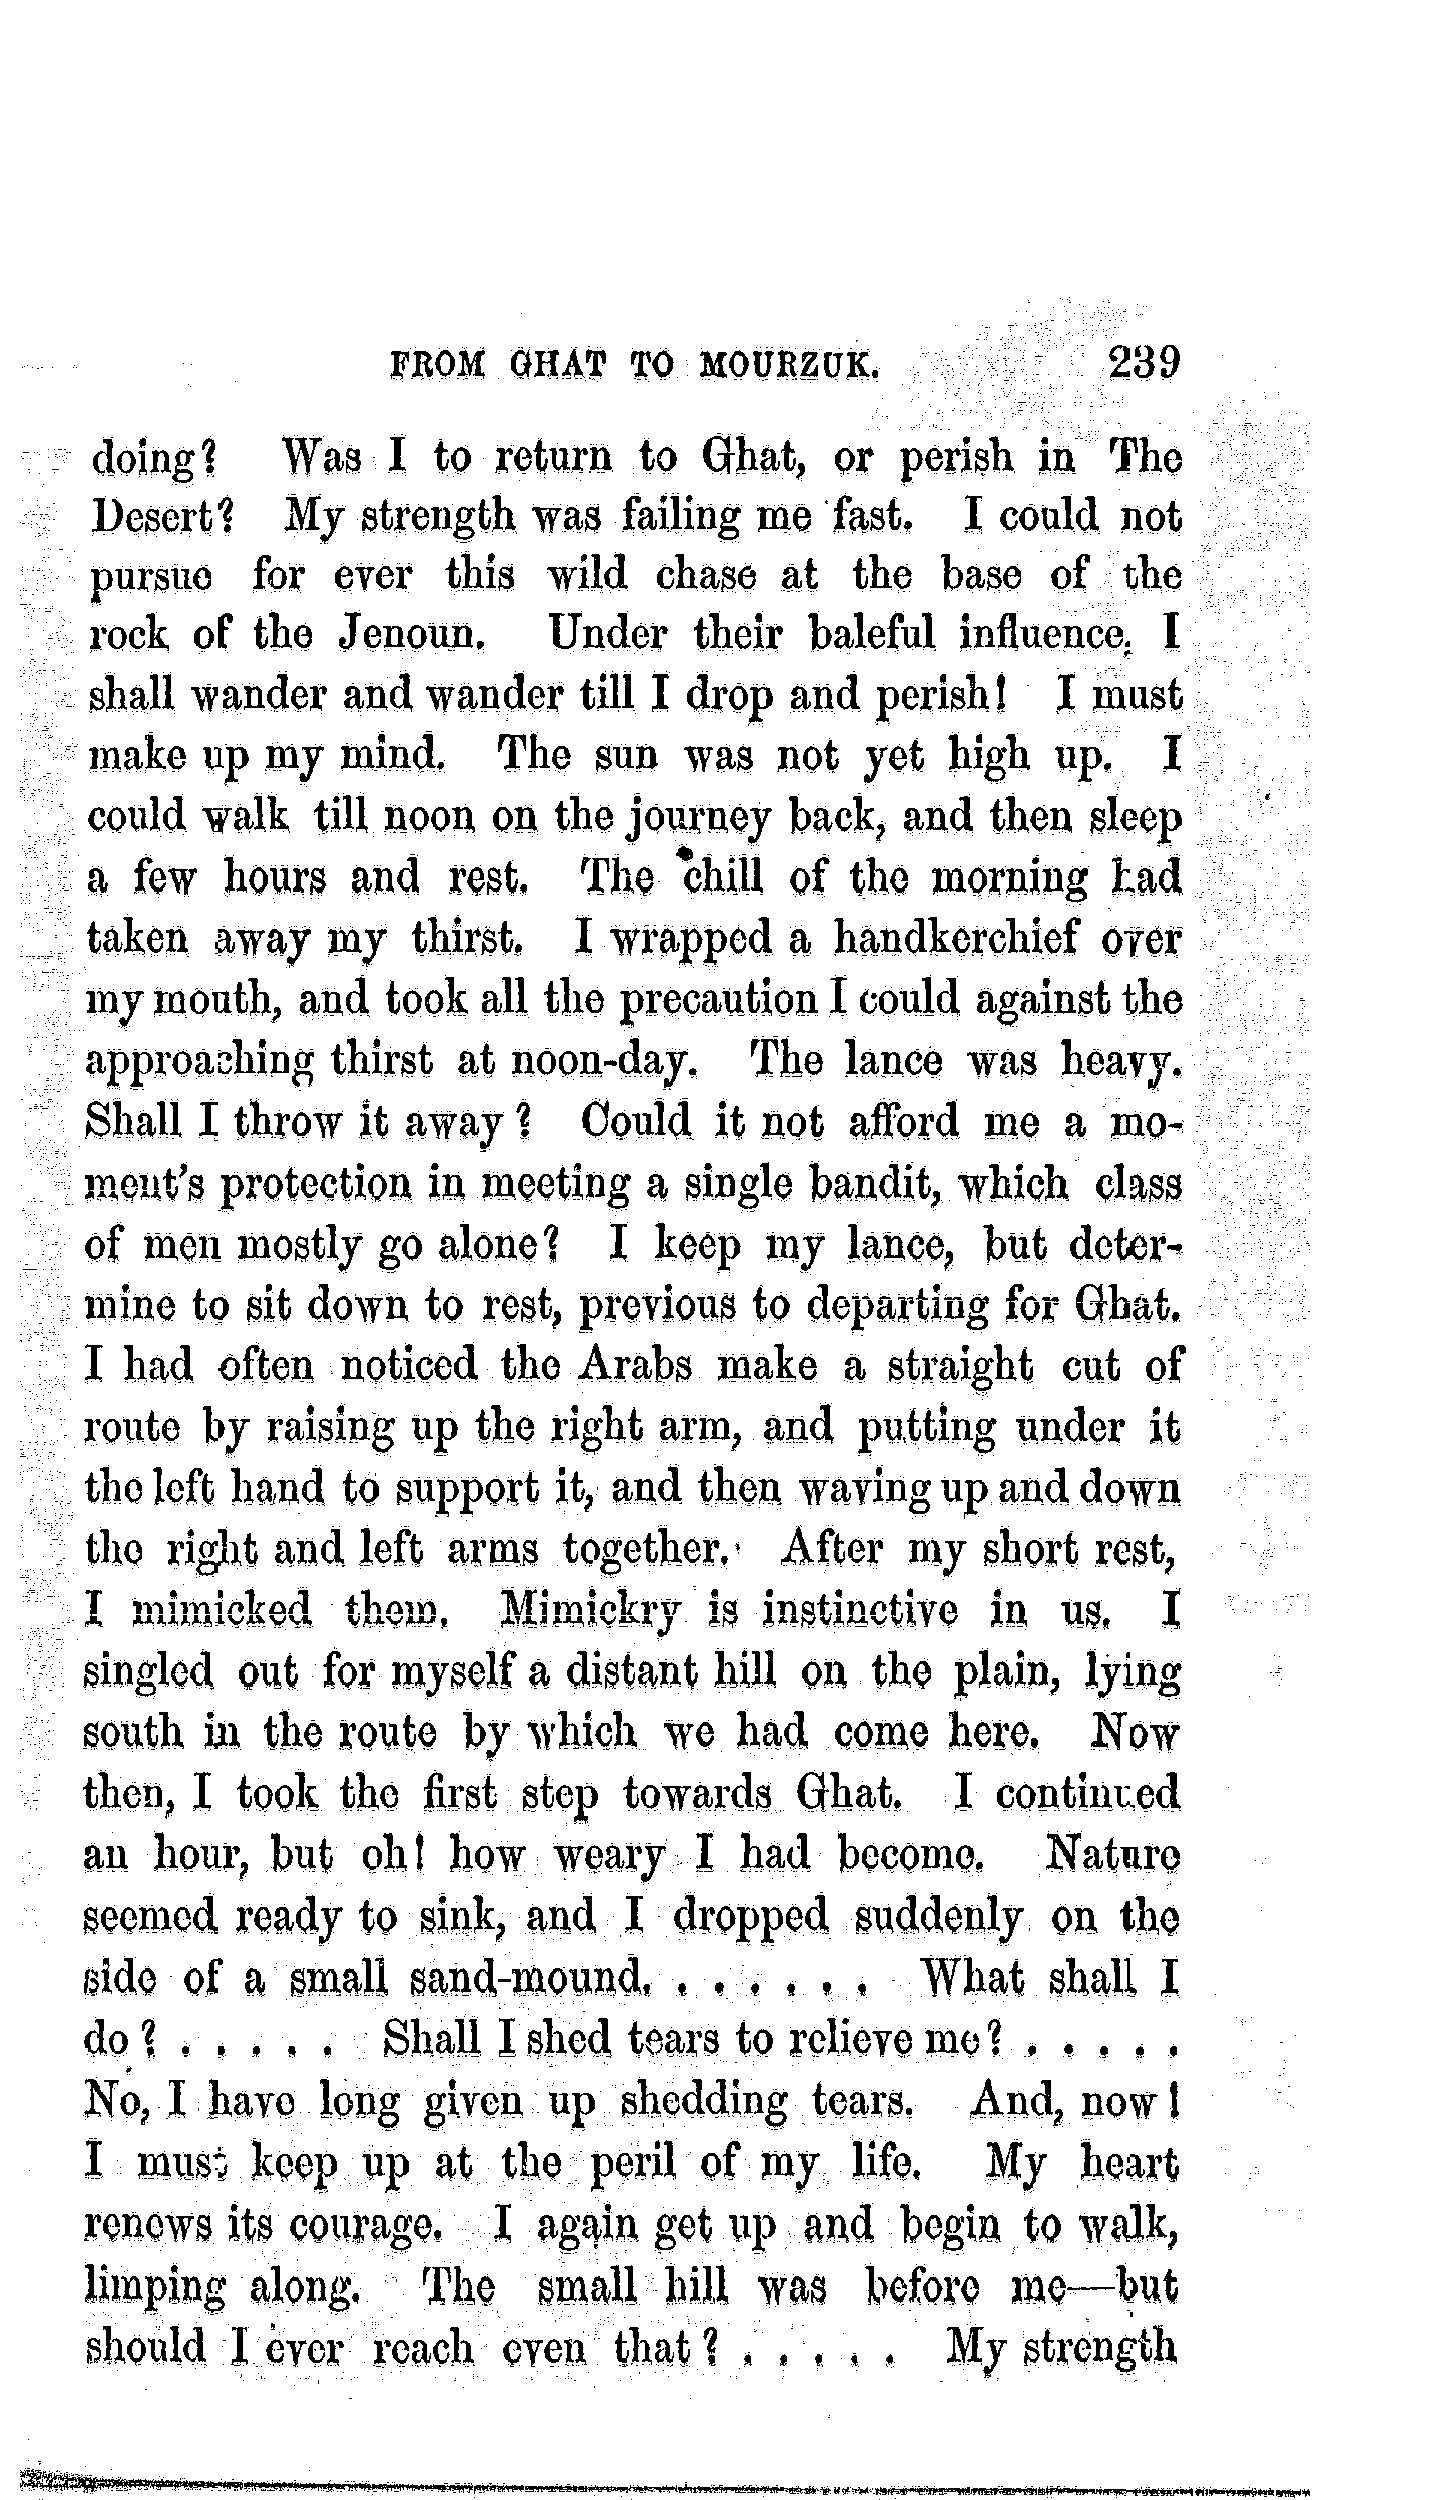 FROM GHAT TO MOURZUK. 239
doing? Was I to return to Ghat, or perish in The
Desert? My strength was failing me fast. I could not
pursue for ever this wild chase at the base of the
rock of the Jenoun. Under their baleful influence, I
shall wander and wander till I drop and perish! I must
make up my mind. The sun was not yet high up. I
could walk till noon on the journey back, and then sleep
a few hours and rest. The chill of the morning had
taken away my thirst. I wrapped a handkerchief over
my mouth, and took all the precaution I could against the
approaching thirst at noon-day. The lance was heavy.
Shall I throw it away? Could it not afford me a mo-
ment's protection in meeting a single bandit, which class
of men mostly go alone? I keep my lance, but deter-
mine to sit down to rest, previous to departing for Ghat.
I had often noticed the Arabs make a straight cut of
route by raising up the right arm, and putting under it
the left hand to support it, and then waving up and down
the right and left arms together. After my short rest,
I mimicked them. Mimickry is instinctive in us. I
singled out for myself a distant hill on the plain, lying
south in the route by which we had come here. Now
then, I took the first step towards Ghat. I continued
an hour, but oh! how weary I had become. Nature
seemed ready to sink, and I dropped suddenly on the
side of a small sand-mound. . . . . . . What shall I
do? . . . . . Shall I shed tears to relieve me? . . . . .
No, I have long given up shedding tears. And, now!
I must keep up at the peril of my life. My heart
renews its courage. I again get up and begin to walk,
limping along. The small hill was before me—but
should I ever reach even that? . . . . . My strength